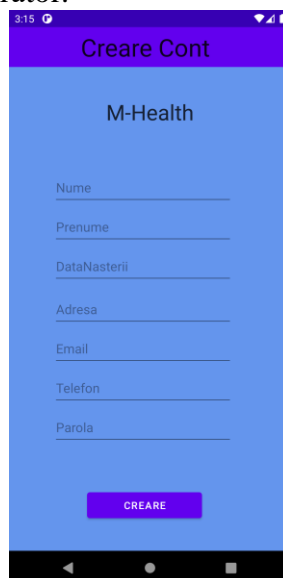 3:15
Creare Cont
M-Health
Nume
Prenume
DataNasterii
Adresa
Email
Telefon
Parola
CREARE